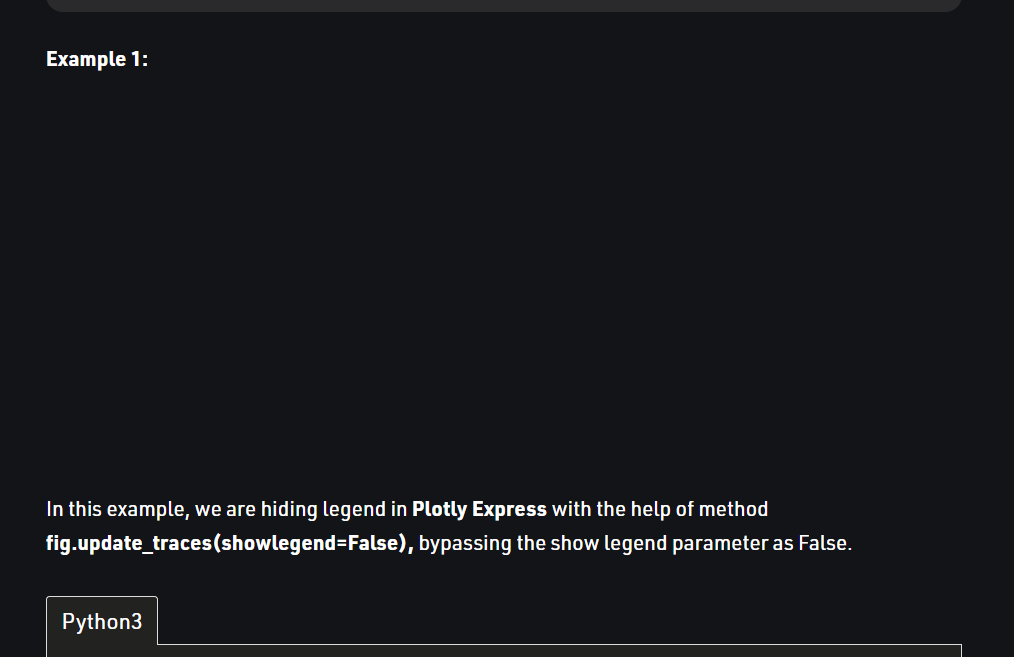 Example 1:
In this example, we are hiding legend in Plotly Express with the help of method
fig.update_traces(showlegend=False), bypassing the show legend parameter as False.
Python3